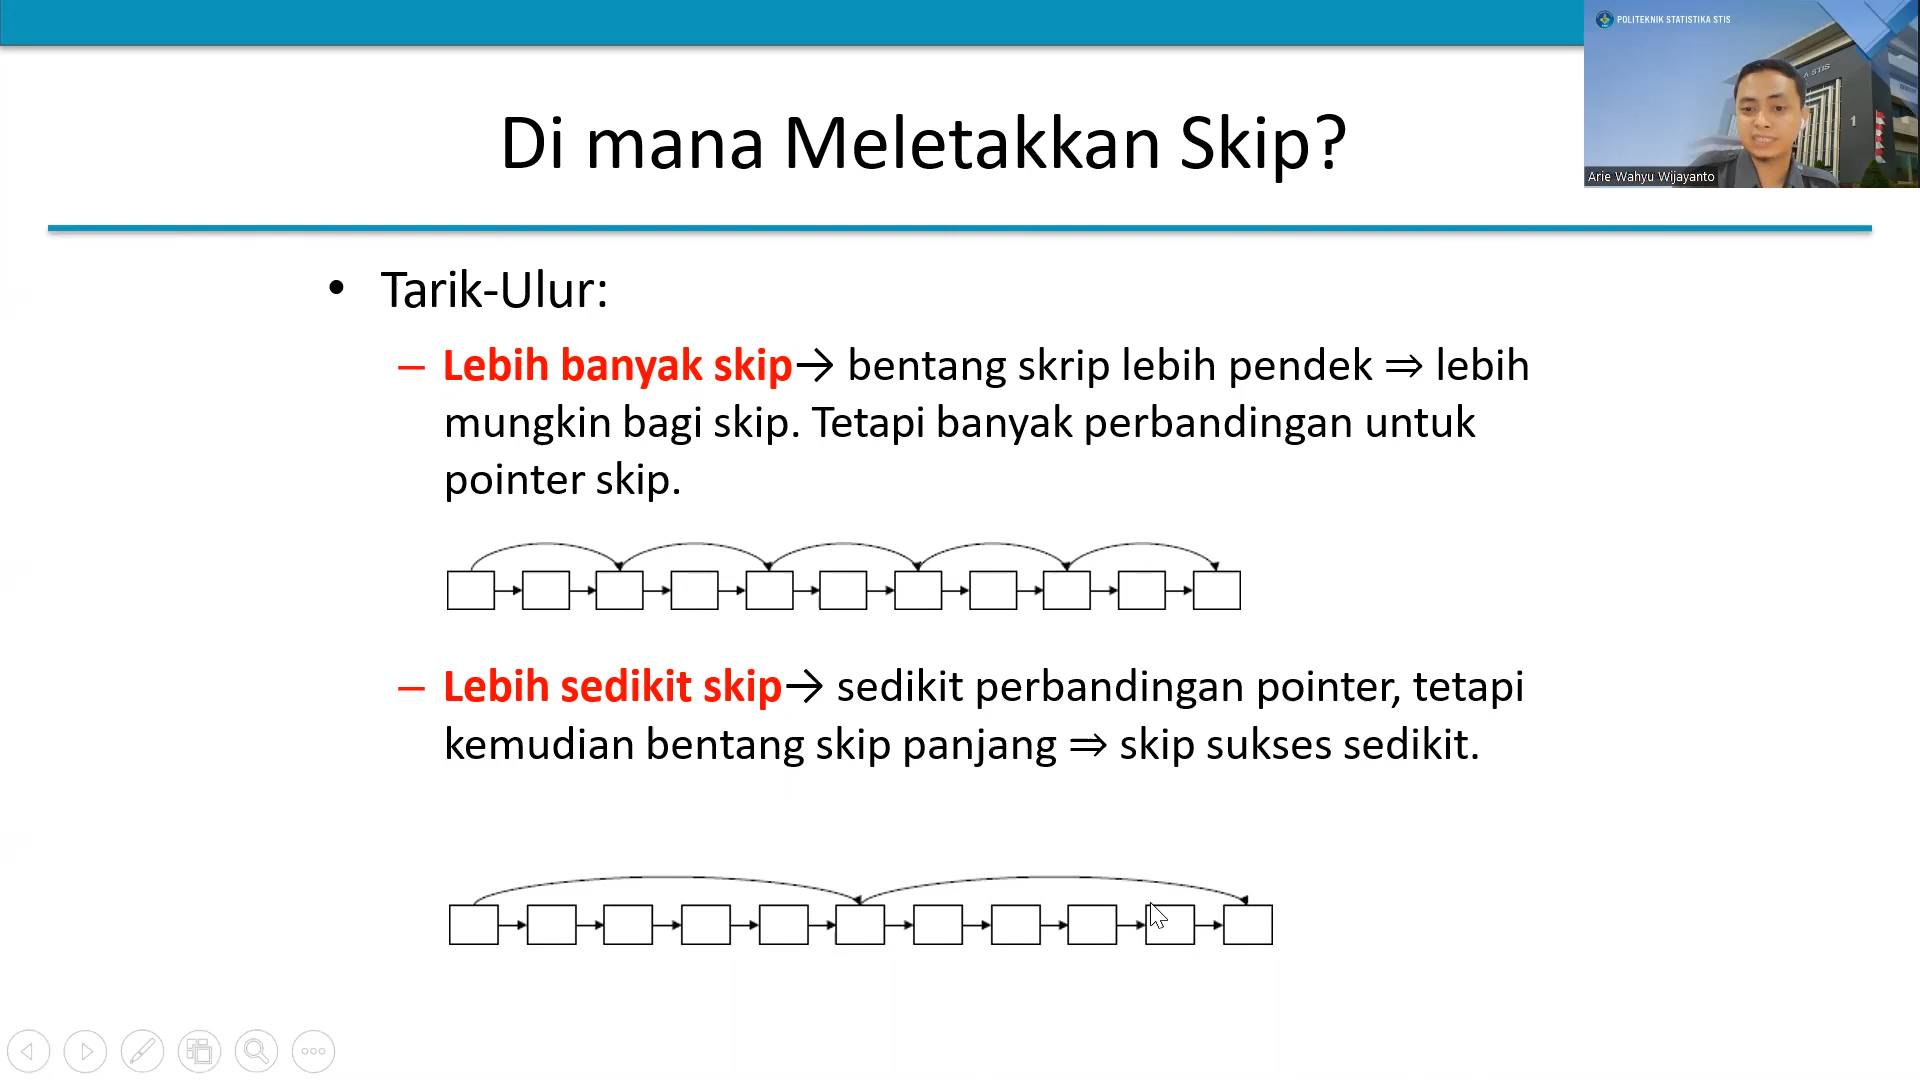 POLITEKNIK STATISTIKA STIS
A STIS
1
Arie Wahyu Wijayanto
Di mana Meletakkan Skip?
• Tarik-Ulur:
– Lebih banyak skip→ bentang skrip lebih pendek ⇒ lebih
mungkin bagi skip. Tetapi banyak perbandingan untuk
pointer skip.
– Lebih sedikit skip→ sedikit perbandingan pointer, tetapi
kemudian bentang skip panjang ⇒ skip sukses sedikit.